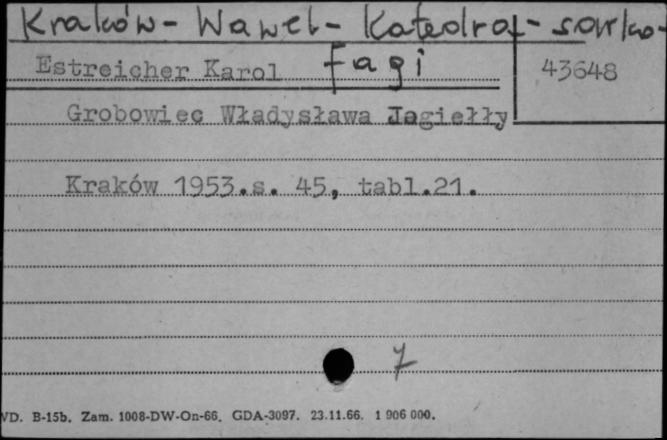 Kraków - Wawel - Katedra - sarko-
fagi
Estreicher Karol
43648
Grobowiec Władysława Jagiełły
Kraków 1953.s. 45, tabl.21.
7
VD. B-15b. Zam. 1008-DW-On-66. GDA-3097. 23.11.66. 1 906 000.